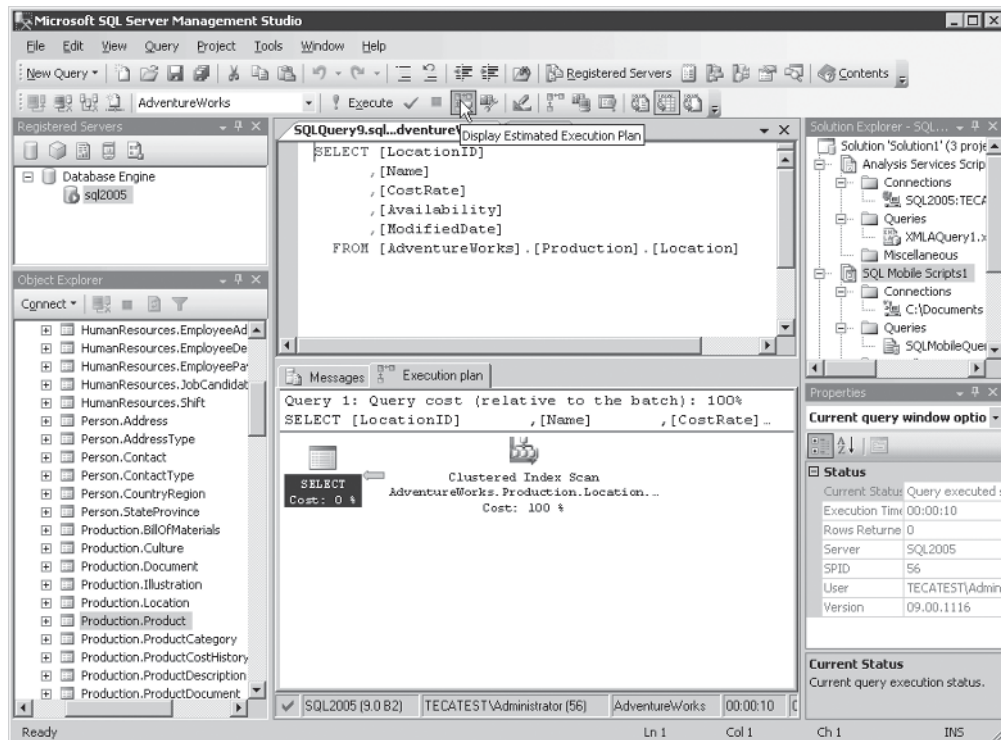 Microsoft SQL Server Management Studio
File Edit View Query Project Tools Window Help
New Query Registered Servers Contents
AdventureWorks Execute
Registered Servers
Database Engine
sql2005
Object Explorer
Connect
HumanResources.EmployeeAd
HumanResources.EmployeeDe
HumanResources.EmployeePa
HumanResources.JobCandidat
HumanResources.Shift
Person.Address
Person.AddressType
Person.Contact
Person.ContactType
Person.CountryRegion
Person.StateProvince
Production.BillOfMaterials
Production.Culture
Production.Document
Production.Illustration
Production.Location
Production.Product
Production.ProductCategory
Production.ProductCostHistory
Production.ProductDescription
Production.ProductDocument
SQLQuery9.sql...dventure
Display Estimated Execution Plan
SELECT [LocationID]
,[Name]
,[CostRate]
,[Availability]
,[ModifiedDate]
FROM [AdventureWorks].[Production].[Location]
Messages Execution plan
Query 1: Query cost (relative to the batch): 100%
SELECT [LocationID] ,[Name] ,[CostRate]...
SELECT
Cost: 0 %
Clustered Index Scan
AdventureWorks.Production.Location...
Cost: 100 %
SQL2005 (9.0 B2) TECATEST\Administrator (56) AdventureWorks 00:00:10
Solution Explorer - SQL...
Solution 'Solution1' (3 proje
Analysis Services Scrip
Connections
SQL2005:TECA
Queries
XMLAQuery1.x
Miscellaneous
SQL Mobile Scripts1
Connections
C:\Documents
Queries
SQLMobileQuer
Properties
Current query window optio
Status
Current Status Query executed s
Execution Time 00:00:10
Rows Returne 0
Server SQL2005
SPID 56
User TECATEST\Admin
Version 09.00.1116
Current Status
Current query execution status.
Ready Ln 1 Col 1 Ch 1 INS